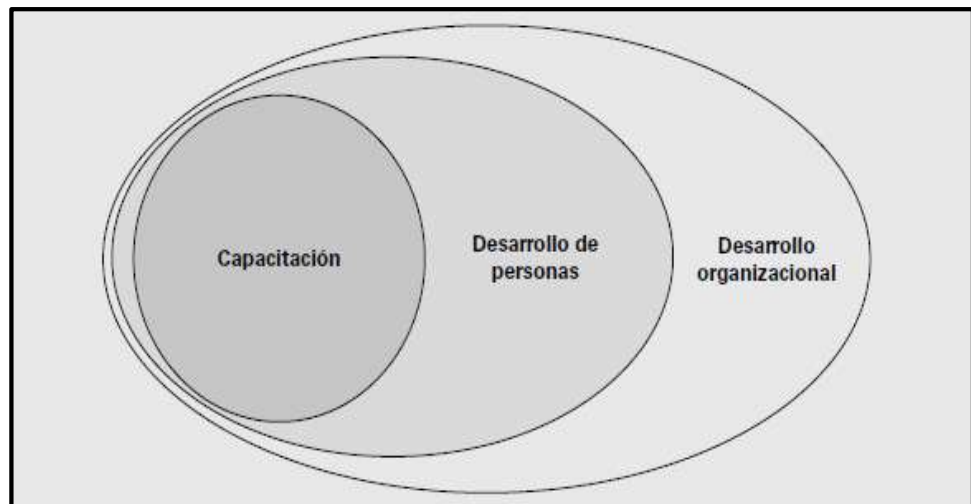 Capacitación
Desarrollo de
personas
Desarrollo
organizacional